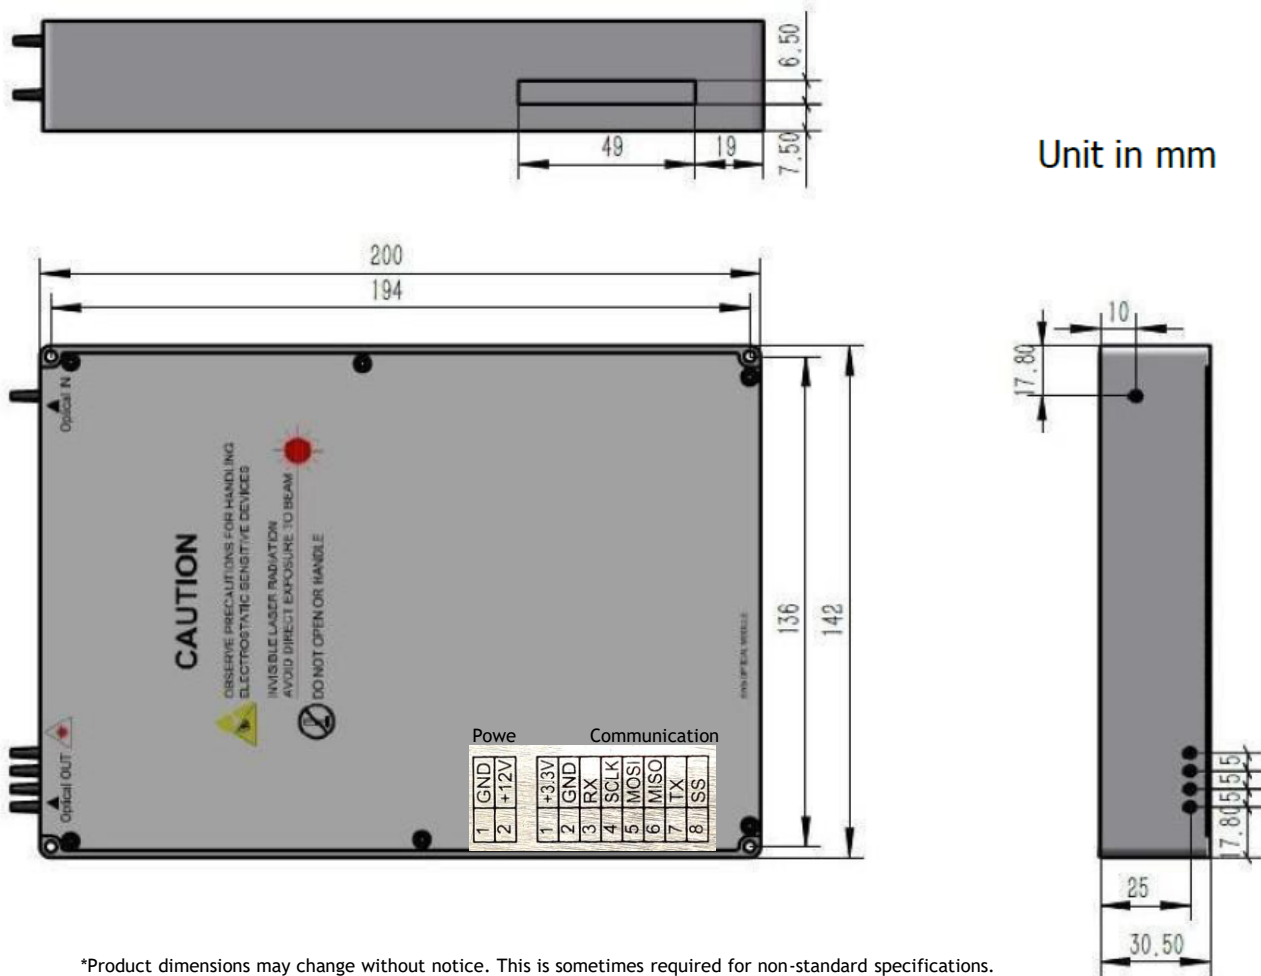 6.50
49
19
7.50
Unit in mm
200
194
10
17.80
Optical IN
CAUTION
OBSERVE PRECAUTIONS FOR HANDLING
ELECTROSTATIC SENSITIVE DEVICES
INVISIBLE LASER RADIATION
AVOID DIRECT EXPOSURE TO BEAM
DO NOT OPEN OR HANDLE
136
142
Optical OUT
Powe
Communication
1 GND
2 +12V
1 +3.3V
2 GND
3 RX
4 SCLK
5 MOSI
6 MISO
7 TX
8 SS
5
5
5
17.80
25
30.50
*Product dimensions may change without notice. This is sometimes required for non-standard specifications.